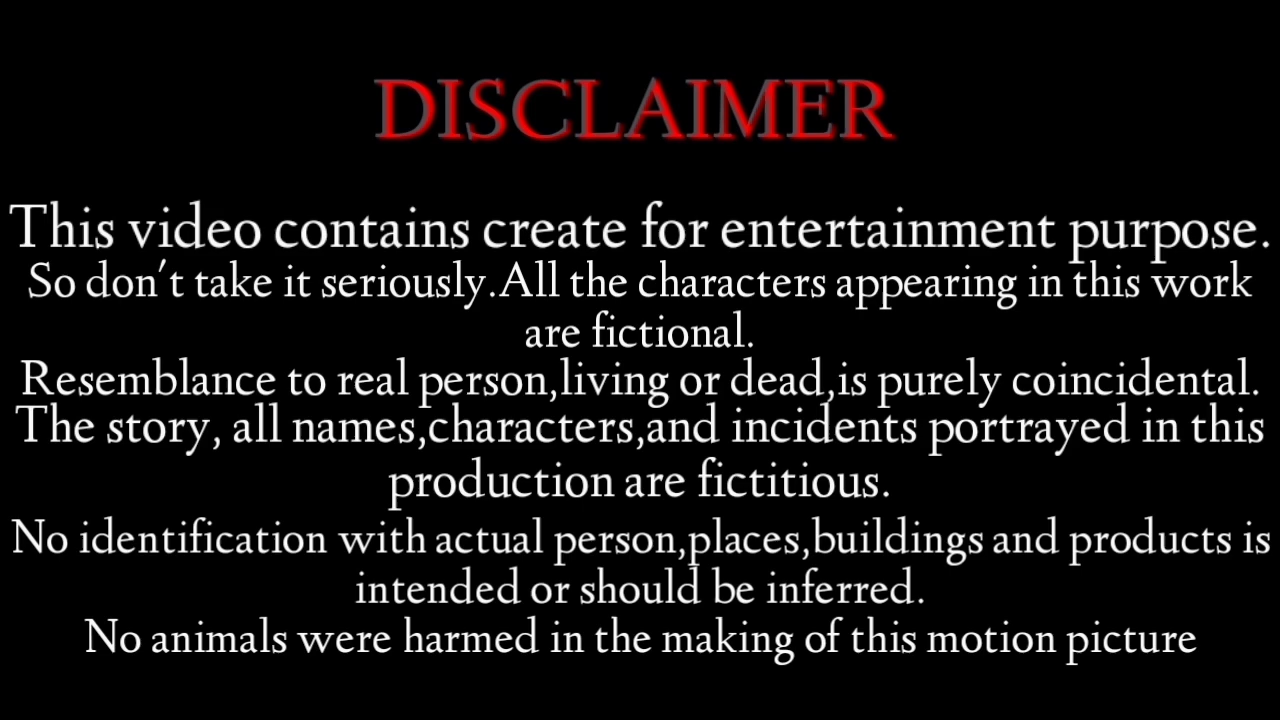 DISCLAIMER
This video contains create for entertainment purpose.
So don't take it seriously.All the characters appearing in this work
are fictional.
Resemblance to real person,living or dead,is purely coincidental.
The story, all names,characters,and incidents portrayed in this
production are fictitious.
No identification with actual person,places,buildings and products is
intended or should be inferred.
No animals were harmed in the making of this motion picture